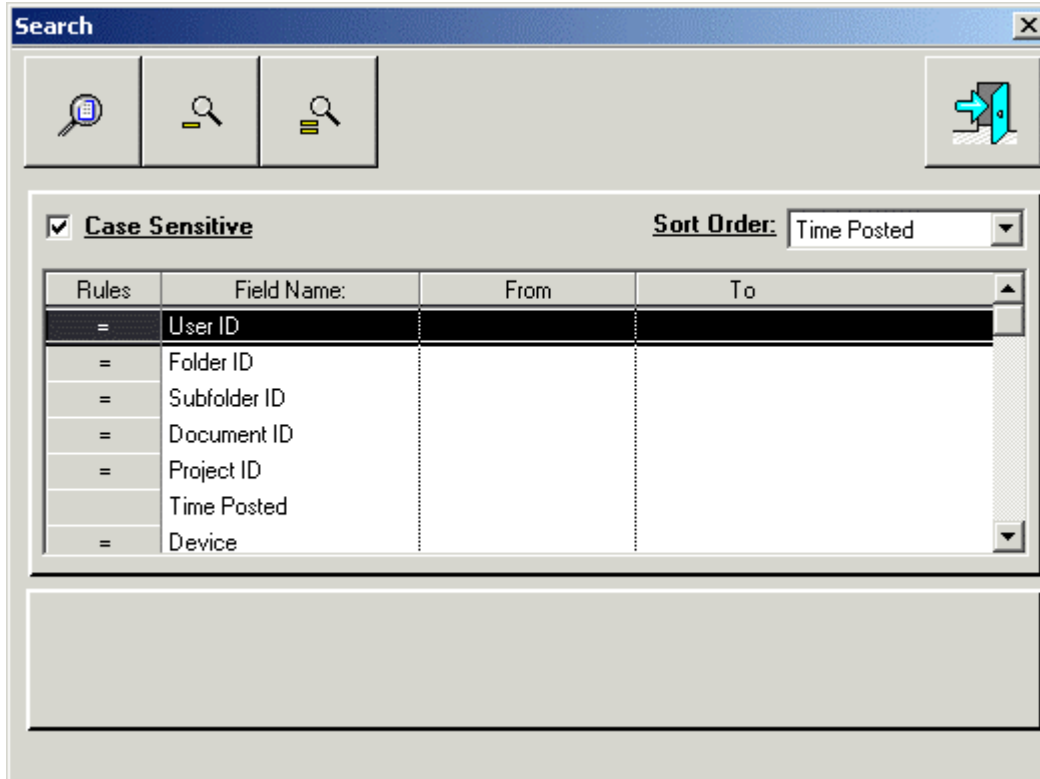 Search
Case Sensitive Sort Order: Time Posted
Rules Field Name: From To
= User ID
= Folder ID
= Subfolder ID
= Document ID
= Project ID
Time Posted
= Device